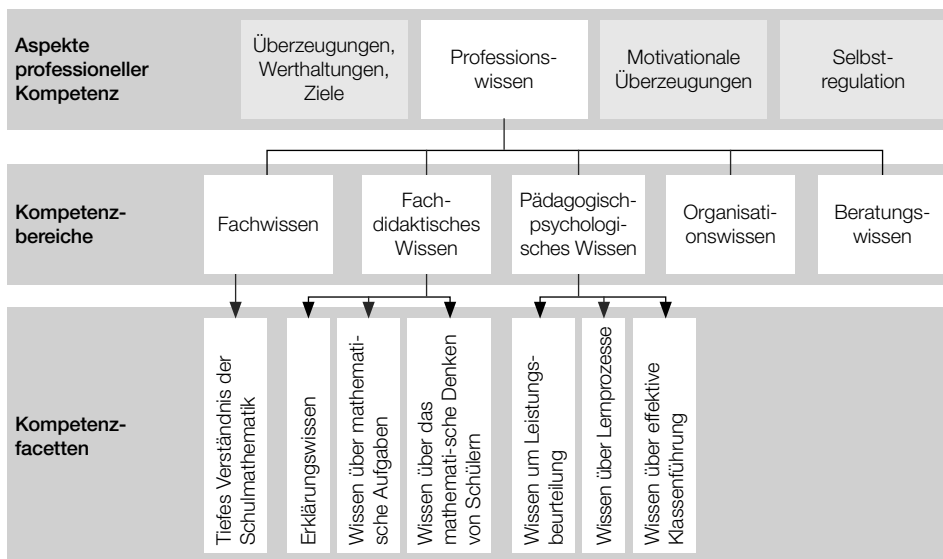 Aspekte
professioneller
Kompetenz
Überzeugungen,
Werthaltungen,
Ziele
Professions-
wissen
Motivationale
Überzeugungen
Selbst-
regulation
Kompetenz-
bereiche
Fachwissen
Fach-
didaktisches
Wissen
Pädagogisch-
psychologi-
sches Wissen
Organisati-
onswissen
Beratungs-
wissen
Kompetenz-
facetten
Tiefes Verständnis der
Schulmathematik
Erklärungswissen
Wissen über mathemati-
sche Aufgaben
Wissen über das
mathemati-sche Denken
von Schülern
Wissen um Leistungs-
beurteilung
Wissen über Lernprozesse
Wissen über effektive
Klassenführung